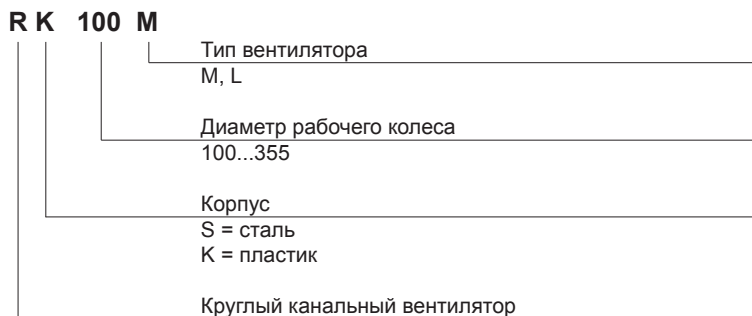 R K 100 M
Тип вентилятора
M, L
Диаметр рабочего колеса
100...355
Корпус
S = сталь
K = пластик
Круглый канальный вентилятор